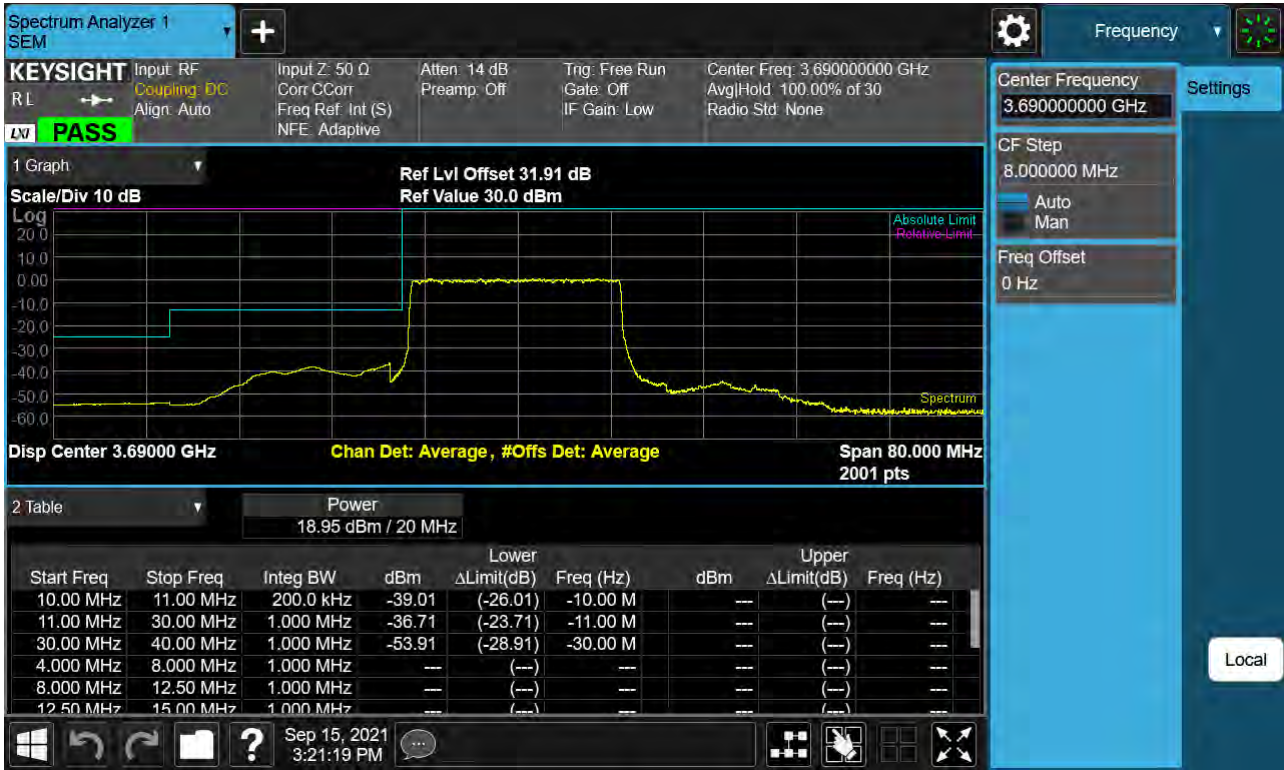 Spectrum Analyzer 1
SEM
Frequency
KEYSIGHT
R L
LXI
PASS
Input: RF
Coupling: DC
Align: Auto
Input Z: 50 Ω
Corr CCorr
Freq Ref: Int (S)
NFE: Adaptive
Atten: 14 dB
Preamp: Off
Trig: Free Run
Gate: Off
IF Gain: Low
Center Freq: 3.690000000 GHz
Avg|Hold: 100.00% of 30
Radio Std: None
Center Frequency
3.690000000 GHz
Settings
CF Step
8.000000 MHz
Auto
Man
Freq Offset
0 Hz
Local
1 Graph
Scale/Div 10 dB
Ref Lvl Offset 31.91 dB
Ref Value 30.0 dBm
Log
20.0
10.0
0.00
-10.0
-20.0
-30.0
-40.0
-50.0
-60.0
Absolute Limit
Relative Limit
Spectrum
Disp Center 3.69000 GHz
Chan Det: Average , #Offs Det: Average
Span 80.000 MHz
2001 pts
2 Table
Power
18.95 dBm / 20 MHz
Lower Upper
Start Freq Stop Freq Integ BW dBm ΔLimit(dB) Freq (Hz) dBm ΔLimit(dB) Freq (Hz)
10.00 MHz 11.00 MHz 200.0 kHz -39.01 (-26.01) -10.00 M --- (---) ---
11.00 MHz 30.00 MHz 1.000 MHz -36.71 (-23.71) -11.00 M --- (---) ---
30.00 MHz 40.00 MHz 1.000 MHz -53.91 (-28.91) -30.00 M --- (---) ---
4.000 MHz 8.000 MHz 1.000 MHz --- (---) --- --- (---) ---
8.000 MHz 12.50 MHz 1.000 MHz --- (---) --- --- (---) ---
12.50 MHz 15.00 MHz 1.000 MHz --- (---) --- --- (---) ---
Sep 15, 2021
3:21:19 PM